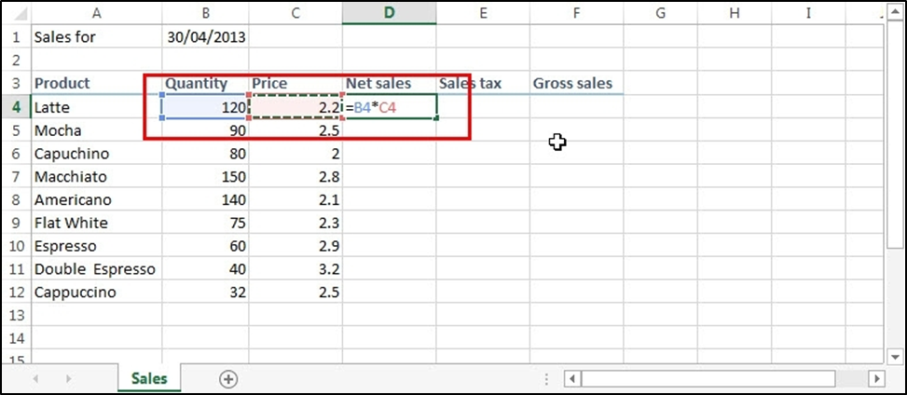 A B C D E F G H I
1 Sales for 30/04/2013
2
3 Product Quantity Price Net sales Sales tax Gross sales
4 Latte 120 2.2 =B4*C4
5 Mocha 90 2.5
6 Capuchino 80 2
7 Macchiato 150 2.8
8 Americano 140 2.1
9 Flat White 75 2.3
10 Espresso 60 2.9
11 Double Espresso 40 3.2
12 Cappuccino 32 2.5
13
14
15
Sales